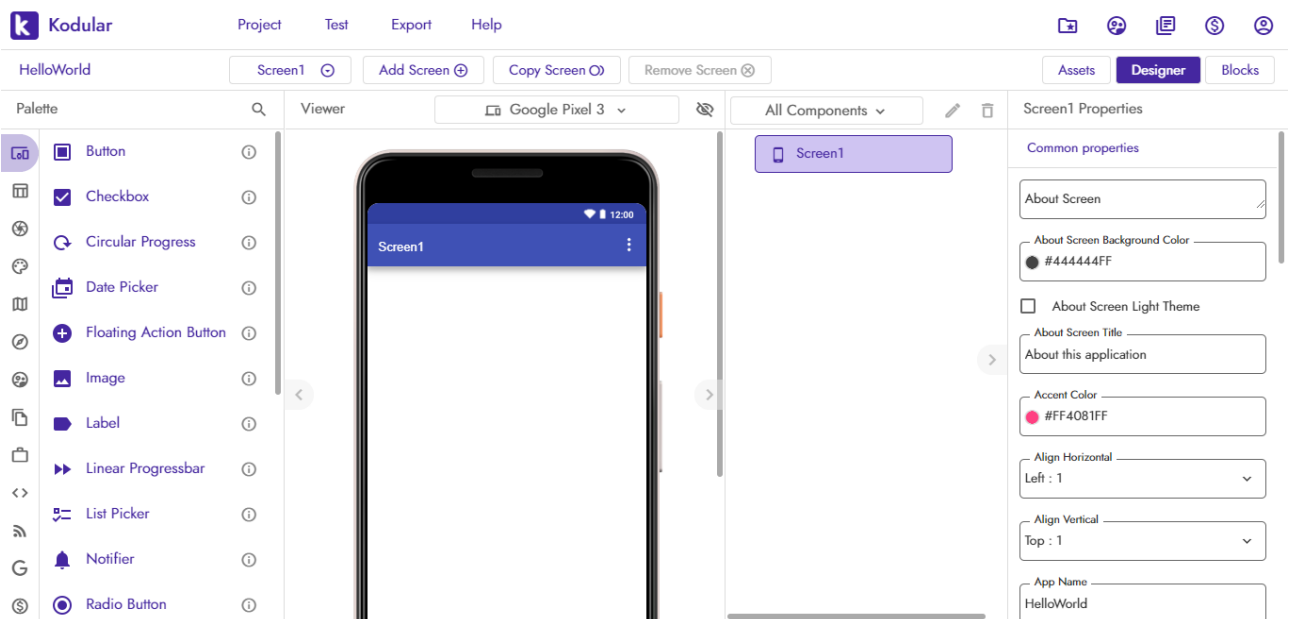 Kodular
Project Test Export Help
HelloWorld
Screen1 Add Screen Copy Screen Remove Screen
Assets Designer Blocks
Palette
Viewer
Google Pixel 3
All Components
Screen1 Properties
Button
Checkbox
Circular Progress
Date Picker
Floating Action Button
Image
Label
Linear Progressbar
List Picker
Notifier
Radio Button
12:00
Screen1
Screen1
Common properties
About Screen
About Screen Background Color
#444444FF
About Screen Light Theme
About Screen Title
About this application
Accent Color
#FF4081FF
Align Horizontal
Left : 1
Align Vertical
Top : 1
App Name
HelloWorld